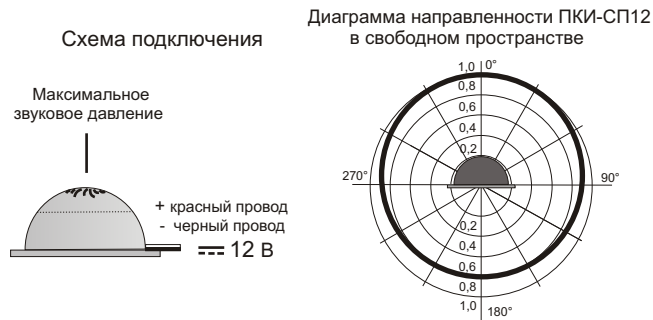 Схема подключения
Максимальное
звуковое давление
+ красный провод
- черный провод
12 В
Диаграмма направленности ПКИ-СП12
в свободном пространстве
1,0 0°
0,8
0,6
0,4
0,2
270°
90°
0,2
0,4
0,6
0,8
1,0 180°